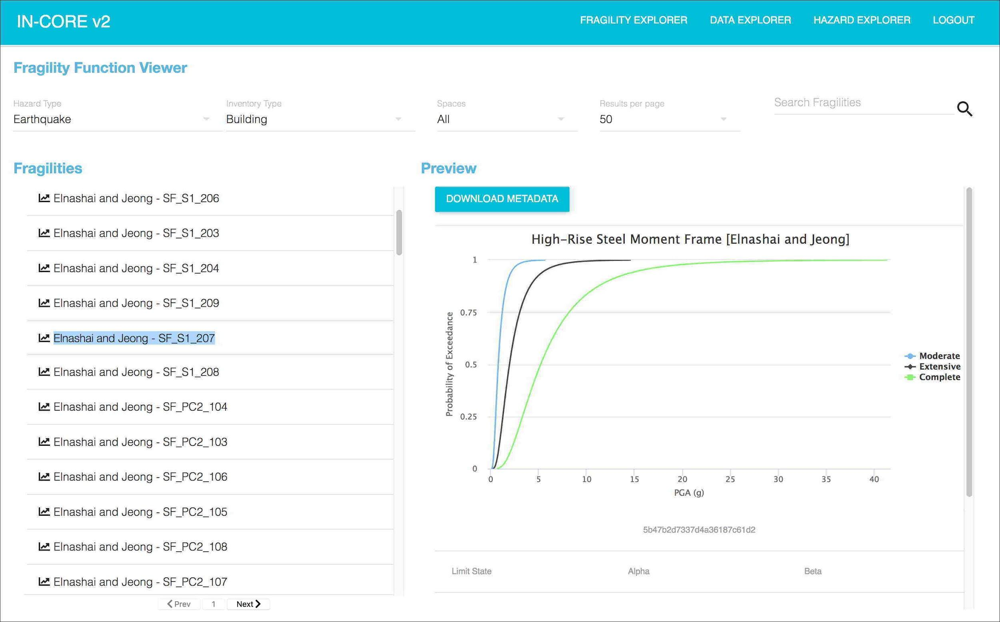 IN-CORE v2
FRAGILITY EXPLORER DATA EXPLORER HAZARD EXPLORER LOGOUT
Fragility Function Viewer
Hazard Type
Earthquake
Inventory Type
Building
Spaces
All
Results per page
50
Search Fragilities
Fragilities
Elnashai and Jeong - SF_S1_206
Elnashai and Jeong - SF_S1_203
Elnashai and Jeong - SF_S1_204
Elnashai and Jeong - SF_S1_209
Elnashai and Jeong - SF_S1_207
Elnashai and Jeong - SF_S1_208
Elnashai and Jeong - SF_PC2_104
Elnashai and Jeong - SF_PC2_103
Elnashai and Jeong - SF_PC2_106
Elnashai and Jeong - SF_PC2_105
Elnashai and Jeong - SF_PC2_108
Elnashai and Jeong - SF_PC2_107
Prev 1 Next
Preview
DOWNLOAD METADATA
High-Rise Steel Moment Frame [Elnashai and Jeong]
Probability of Exceedance
1
0.75
0.5
0.25
0
0 5 10 15 20 25 30 35 40
PGA (g)
Moderate
Extensive
Complete
5b47b2d7337d4a36187c61d2
Limit State Alpha Beta